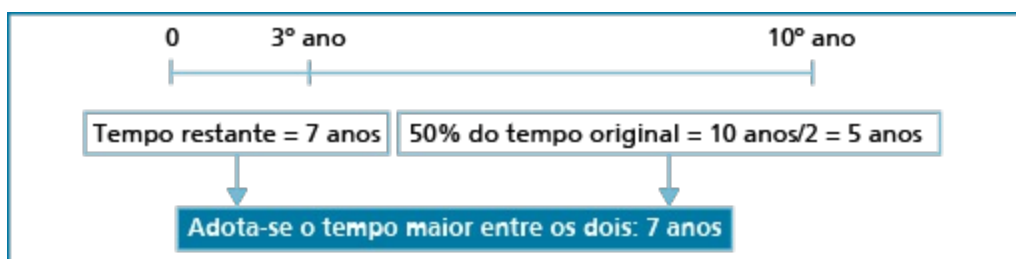 0 3º ano 10º ano
Tempo restante = 7 anos 50% do tempo original = 10 anos/2 = 5 anos
Adota-se o tempo maior entre os dois: 7 anos